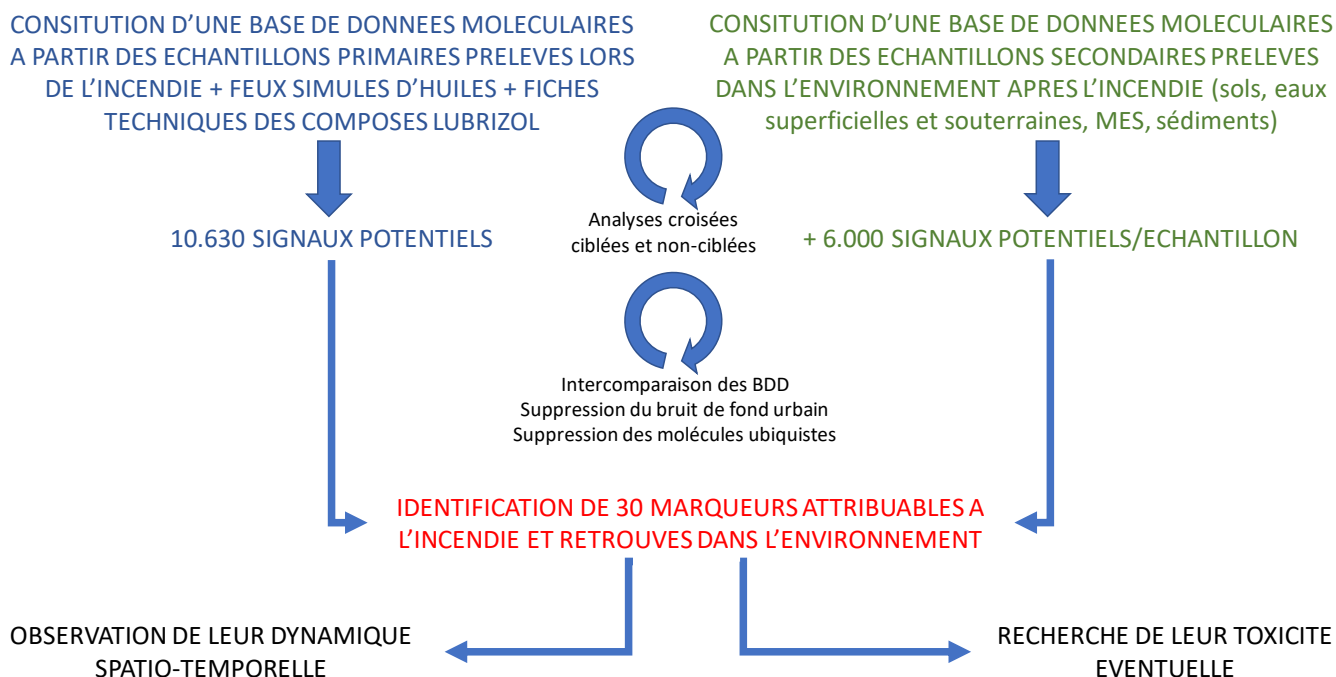 CONSITUTION D'UNE BASE DE DONNEES MOLECULAIRES
A PARTIR DES ECHANTILLONS PRIMAIRES PRELEVES LORS
DE L'INCENDIE + FEUX SIMULES D'HUILES + FICHES
TECHNIQUES DES COMPOSES LUBRIZOL
CONSITUTION D'UNE BASE DE DONNEES MOLECULAIRES
A PARTIR DES ECHANTILLONS SECONDAIRES PRELEVES
DANS L'ENVIRONNEMENT APRES L'INCENDIE (sols, eaux
superficielles et souterraines, MES, sédiments)
10.630 SIGNAUX POTENTIELS
Analyses croisées
ciblées et non-ciblées
+ 6.000 SIGNAUX POTENTIELS/ECHANTILLON
Intercomparaison des BDD
Suppression du bruit de fond urbain
Suppression des molécules ubiquistes
IDENTIFICATION DE 30 MARQUEURS ATTRIBUABLES A
L'INCENDIE ET RETROUVES DANS L'ENVIRONNEMENT
OBSERVATION DE LEUR DYNAMIQUE
SPATIO-TEMPORELLE
RECHERCHE DE LEUR TOXICITE
EVENTUELLE